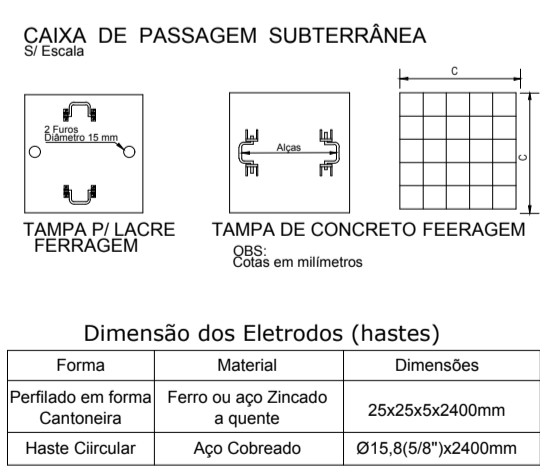 CAIXA DE PASSAGEM SUBTERRÂNEA
S/ Escala
C
2 Furos
Diâmetro 15 mm
Alças
C
TAMPA P/ LACRE
FERRAGEM
TAMPA DE CONCRETO FEERAGEM
OBS:
Cotas em milímetros
Dimensão dos Eletrodos (hastes)
Forma Material Dimensões
Perfilado em forma
Cantoneira
Ferro ou aço Zincado
a quente
25x25x5x2400mm
Haste Ciircular Aço Cobreado Ø15,8(5/8")x2400mm